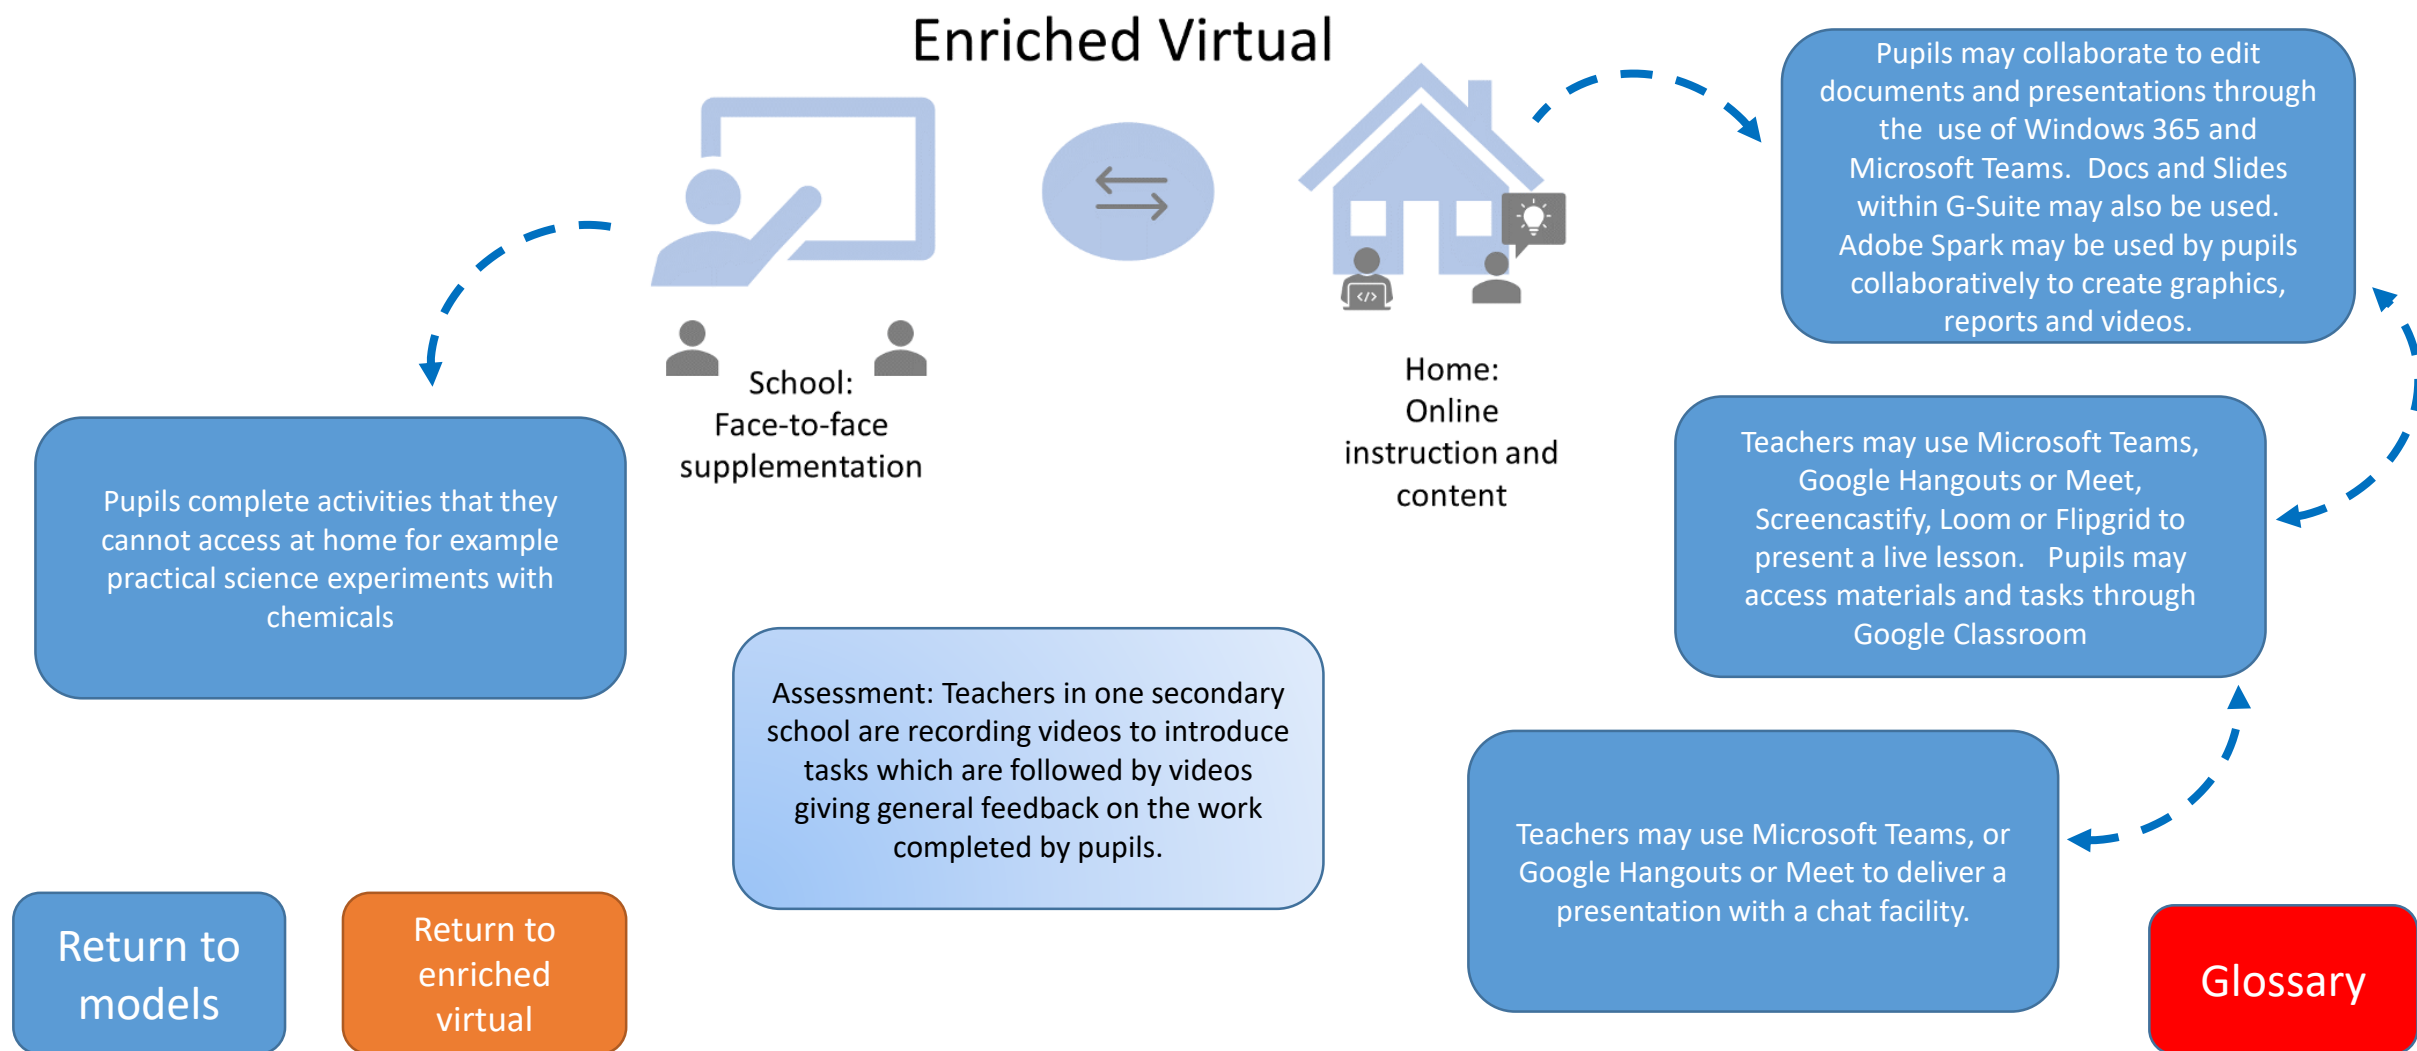 Enriched Virtual
Pupils may collaborate to edit
documents and presentations through
the  use of Windows 365 and
Microsoft Teams.  Docs and Slides
within G-Suite may also be used.
Adobe Spark may be used by pupils
collaboratively to create graphics,
reports and videos.
School:
Face-to-face
supplementation
</>
Home:
Online
instruction and
content
Pupils complete activities that they
cannot access at home for example
practical science experiments with
chemicals
Teachers may use Microsoft Teams,
Google Hangouts or Meet,
Screencastify, Loom or Flipgrid to
present a live lesson.   Pupils may
access materials and tasks through
Google Classroom
Assessment: Teachers in one secondary
school are recording videos to introduce
tasks which are followed by videos
giving general feedback on the work
completed by pupils.
Teachers may use Microsoft Teams, or
Google Hangouts or Meet to deliver a
presentation with a chat facility.
Return to
models
Return to
enriched
virtual
Glossary